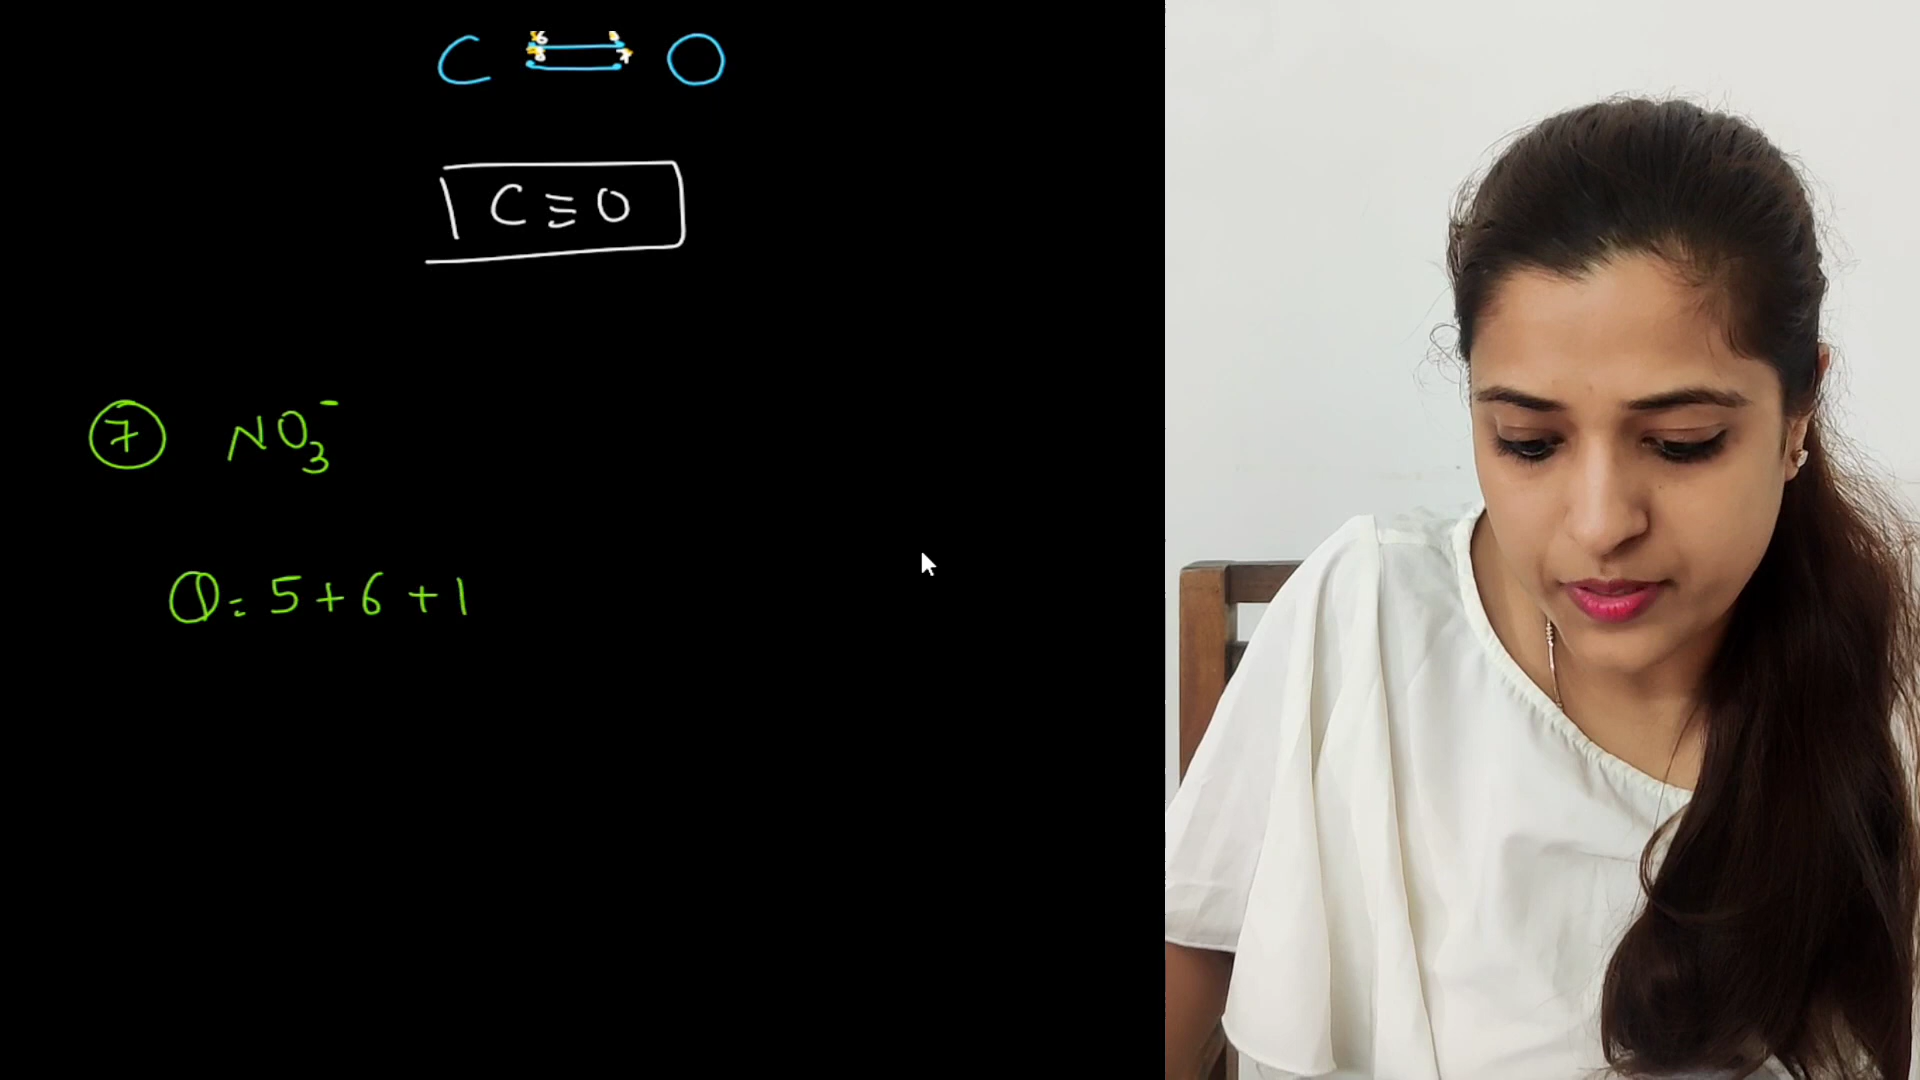 C = O
C ≡ O
⑦ NO₃⁻
① = 5 + 6 + 1